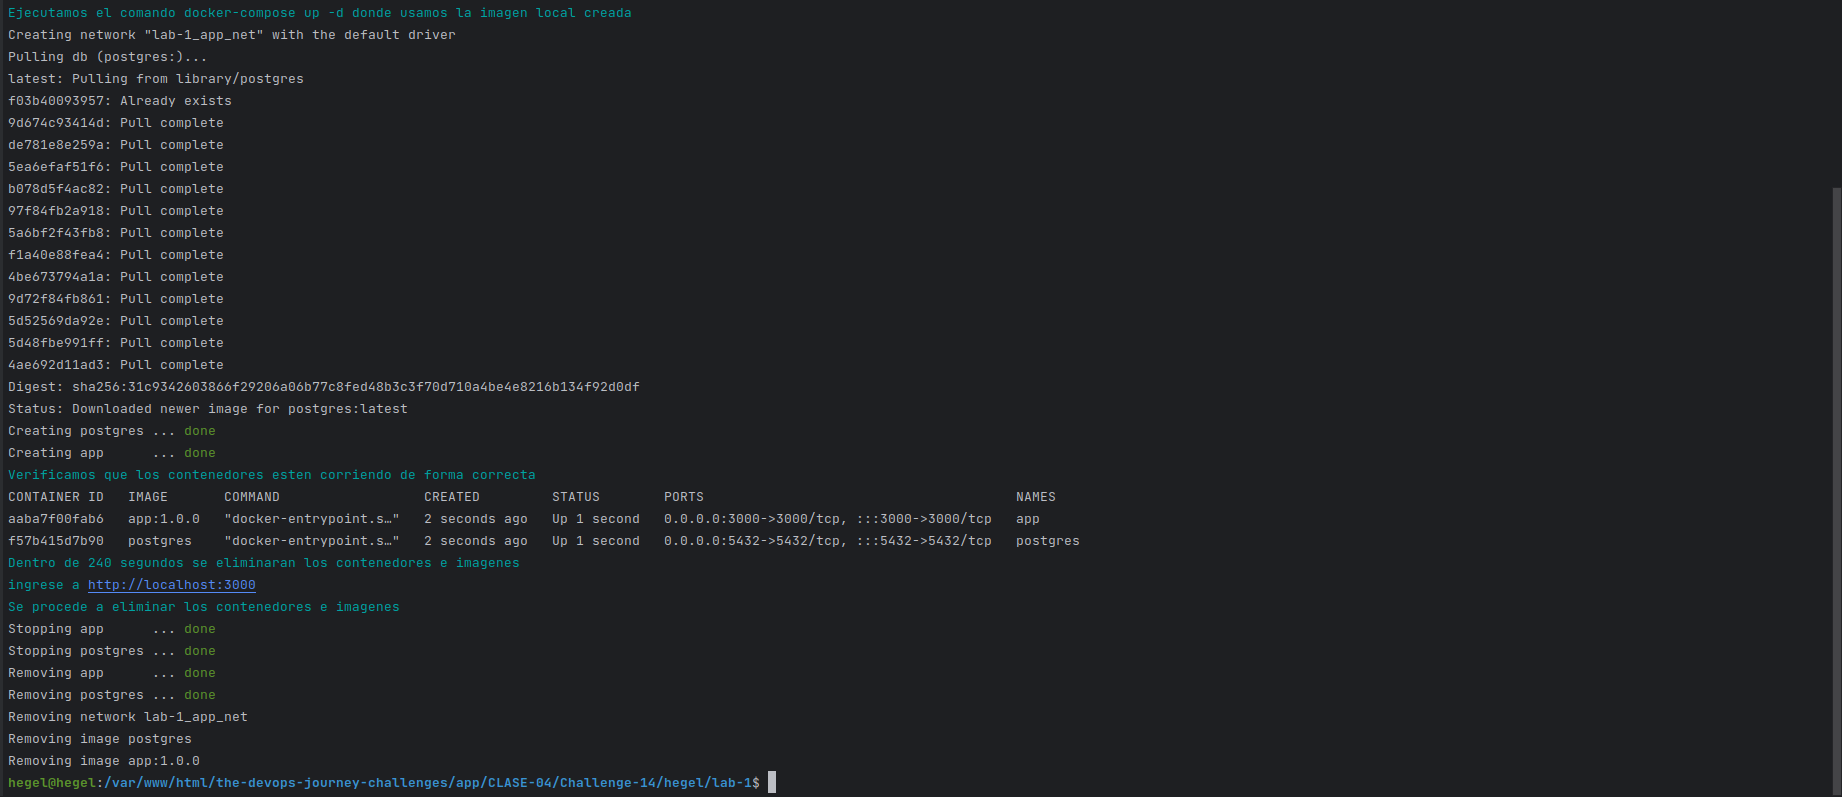 Ejecutamos el comando docker-compose up -d donde usamos la imagen local creada
Creating network "lab-1_app_net" with the default driver
Pulling db (postgres:)...
latest: Pulling from library/postgres
f03b40093957: Already exists
9d674c93414d: Pull complete
de781e8e259a: Pull complete
5ea6efaf51f6: Pull complete
b078d5f4ac82: Pull complete
97f84fb2a918: Pull complete
5a6bf2f43fb8: Pull complete
f1a40e88fea4: Pull complete
4be673794a1a: Pull complete
9d72f84fb861: Pull complete
5d52569da92e: Pull complete
5d48fbe991ff: Pull complete
4ae692d11ad3: Pull complete
Digest: sha256:31c9342603866f29206a06b77c8fed48b3c3f70d710a4be4e8216b134f92d0df
Status: Downloaded newer image for postgres:latest
Creating postgres ... done
Creating app      ... done
Verificamos que los contenedores esten corriendo de forma correcta
CONTAINER ID   IMAGE       COMMAND                  CREATED         STATUS        PORTS                                       NAMES
aaba7f00fab6   app:1.0.0   "docker-entrypoint.s…"   2 seconds ago   Up 1 second   0.0.0.0:3000->3000/tcp, :::3000->3000/tcp   app
f57b415d7b90   postgres    "docker-entrypoint.s…"   2 seconds ago   Up 1 second   0.0.0.0:5432->5432/tcp, :::5432->5432/tcp   postgres
Dentro de 240 segundos se eliminaran los contenedores e imagenes
ingrese a http://localhost:3000
Se procede a eliminar los contenedores e imagenes
Stopping app      ... done
Stopping postgres ... done
Removing app      ... done
Removing postgres ... done
Removing network lab-1_app_net
Removing image postgres
Removing image app:1.0.0
hegel@hegel:/var/www/html/the-devops-journey-challenges/app/CLASE-04/Challenge-14/hegel/lab-1$